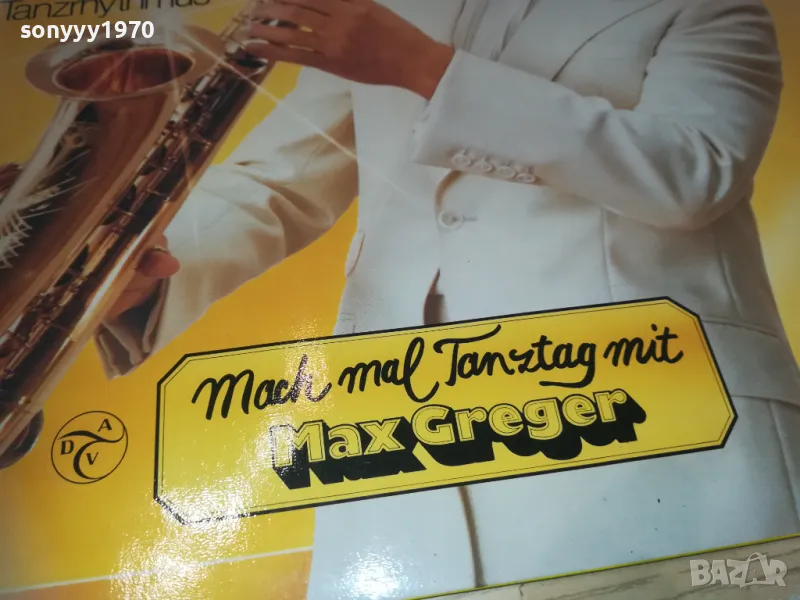 Tanzrhythmus
sonyyy1970
Mach mal Tanztag mit
Max Greger
D A V
BAZAR